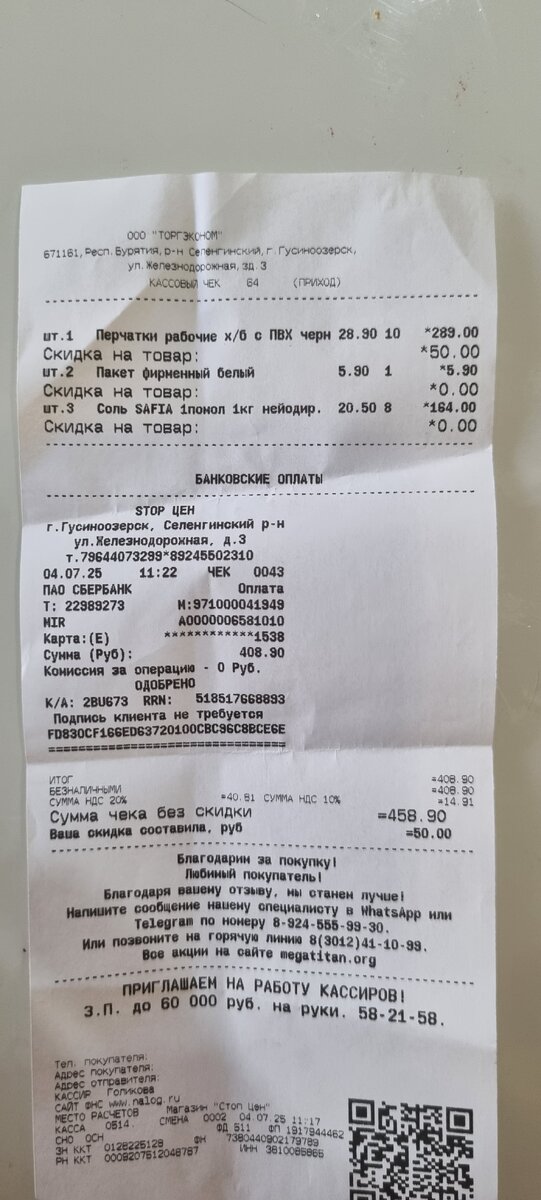 ООО "ТОРГЭКОНОМ"
671161, Респ. Бурятия, р-н Селенгинский, г. Гусиноозерск,
ул. Железнодорожная, зд. 3
КАССОВЫЙ ЧЕК 64 (ПРИХОД)
шт.1 Перчатки рабочие х/б с ПВХ черн 28.90 10 *289.00
Скидка на товар: *50.00
шт.2 Пакет фирменный белый 5.90 1 *5.90
Скидка на товар: *0.00
шт.3 Соль SAFIA 1помол 1кг нейодир. 20.50 8 *164.00
Скидка на товар: *0.00
БАНКОВСКИЕ ОПЛАТЫ
STOP ЦЕН
г.Гусиноозерск, Селенгинский р-н
ул.Железнодорожная, д.3
т.79644073299*89245502310
04.07.25 11:22 ЧЕК 0043
ПАО СБЕРБАНК Оплата
Т: 22989273 М:971000041949
MIR A0000006581010
Карта:(E) ************1538
Сумма (Руб): 408.90
Комиссия за операцию - 0 Руб.
ОДОБРЕНО
К/А: 2BU673 RRN: 518517668893
Подпись клиента не требуется
FD830CF166ED63720100CBC96C8BCE6E
================================
ИТОГ =408.90
БЕЗНАЛИЧНЫМИ =408.90
СУММА НДС 20% =40.81 СУММА НДС 10% =14.91
Сумма чека без скидки =458.90
Ваша скидка составила, руб =50.00
Благодарим за покупку!
Любимый покупатель!
Благодаря вашему отзыву, мы станем лучше!
Напишите сообщение нашему специалисту в WhatsApp или
Telegram по номеру 8-924-555-99-30.
Или позвоните на горячую линию 8(3012)41-10-99.
Все акции на сайте megatitan.org
ПРИГЛАШАЕМ НА РАБОТУ КАССИРОВ!
З.П. до 60 000 руб. на руки. 58-21-58.
Тел. покупателя:
Адрес покупателя:
Адрес отправителя:
КАССИР Голикова
САЙТ ФНС www.nalog.ru
МЕСТО РАСЧЕТОВ Магазин "Стоп Цен"
КАССА 0514 СМЕНА 0002 04.07.25 11:17
СНО ОСН ФД 511 ФП 1917944462
ЗН ККТ 0128225128 ФН 7380440902179789
РН ККТ 0009207512048787 ИНН 3810085865